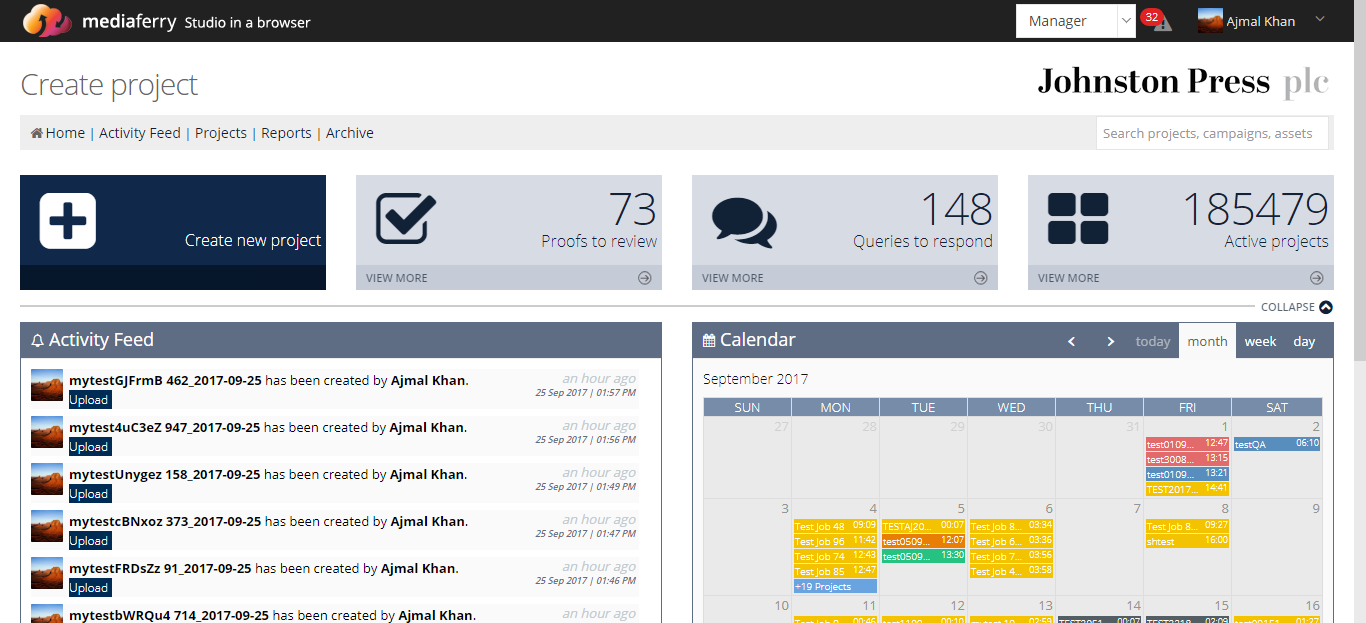 mediaferry Studio in a browser
Manager
32
Ajmal Khan
Create project
Johnston Press plc
Home | Activity Feed | Projects | Reports | Archive
Search projects, campaigns, assets
Create new project
73
Proofs to review
VIEW MORE
148
Queries to respond
VIEW MORE
185479
Active projects
VIEW MORE
COLLAPSE
Activity Feed
mytestGJFrmB 462_2017-09-25 has been created by Ajmal Khan.
an hour ago
Upload
25 Sep 2017 | 01:57 PM
mytest4uC3eZ 947_2017-09-25 has been created by Ajmal Khan.
an hour ago
Upload
25 Sep 2017 | 01:56 PM
mytestUnygez 158_2017-09-25 has been created by Ajmal Khan.
an hour ago
Upload
25 Sep 2017 | 01:49 PM
mytestcBNxoz 373_2017-09-25 has been created by Ajmal Khan.
an hour ago
Upload
25 Sep 2017 | 01:47 PM
mytestFRDsZz 91_2017-09-25 has been created by Ajmal Khan.
an hour ago
Upload
25 Sep 2017 | 01:46 PM
mytestbWRQu4 714_2017-09-25 has been created by Ajmal Khan.
an hour ago
Calendar
today month week day
September 2017
SUN MON TUE WED THU FRI SAT
27 28 29 30 31 1 2
test0109... 12:47
test3008... 13:15
test0109... 13:21
TEST2017... 14:41
testQA 06:10
3 4 5 6 7 8 9
Test Job 48 09:09
Test Job 96 11:42
Test Job 74 12:43
Test Job 85 12:47
+19 Projects
TESTAJ20... 00:07
test0509... 12:07
test0509... 13:30
Test Job 8... 03:34
Test Job 6... 03:36
Test Job 7... 03:56
Test Job 4... 03:58
Test Job 8... 09:27
shtest 16:00
10 11 12 13 14 15 16